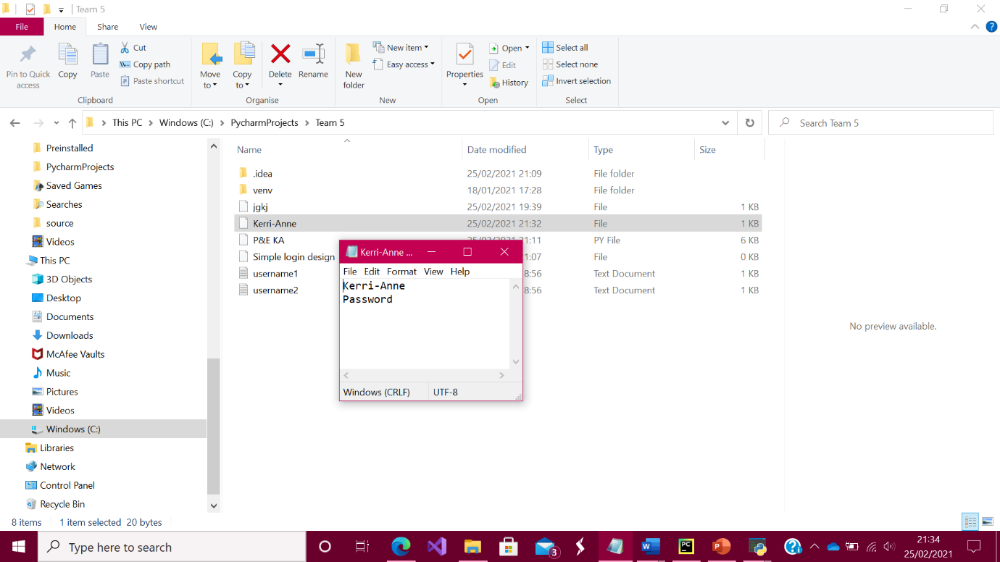 Team 5
File Home Share View
Pin to Quick access
Copy
Paste
Cut
Copy path
Paste shortcut
Clipboard
Move to
Copy to
Delete
Rename
Organise
New folder
New item
Easy access
New
Properties
Open
Edit
History
Open
Select all
Select none
Invert selection
Select
This PC > Windows (C:) > PycharmProjects > Team 5
Search Team 5
Preinstalled
PycharmProjects
Saved Games
Searches
source
Videos
This PC
3D Objects
Desktop
Documents
Downloads
McAfee Vaults
Music
Pictures
Videos
Windows (C:)
Libraries
Network
Control Panel
Recycle Bin
Name Date modified Type Size
.idea 25/02/2021 21:09 File folder
venv 18/01/2021 17:28 File folder
jgkj 25/02/2021 19:39 File 1 KB
Kerri-Anne 25/02/2021 21:32 File 1 KB
P&E KA PY File 6 KB
Simple login design 1:07 File 0 KB
username1 8:56 Text Document 1 KB
username2 8:56 Text Document 1 KB
Kerri-Anne ...
File Edit Format View Help
Kerri-Anne
Password
Windows (CRLF) UTF-8
No preview available.
8 items 1 item selected 20 bytes
Type here to search
3
PC
21:34
25/02/2021